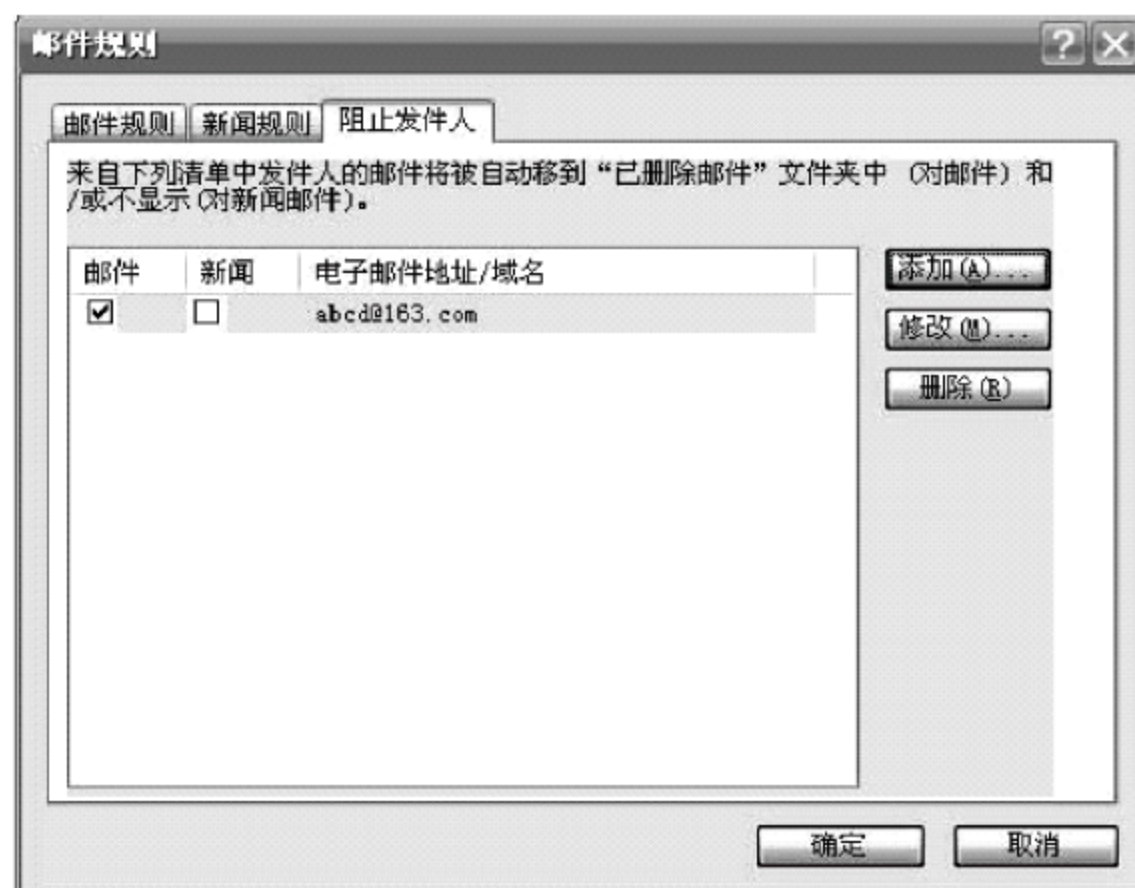 邮件规则
邮件规则 新闻规则 阻止发件人
来自下列清单中发件人的邮件将被自动移到“已删除邮件”文件夹中 (对邮件) 和
/或不显示(对新闻邮件)。
邮件 新闻 电子邮件地址/域名
abcd@163.com
添加(A)...
修改(M)...
删除(R)
确定 取消